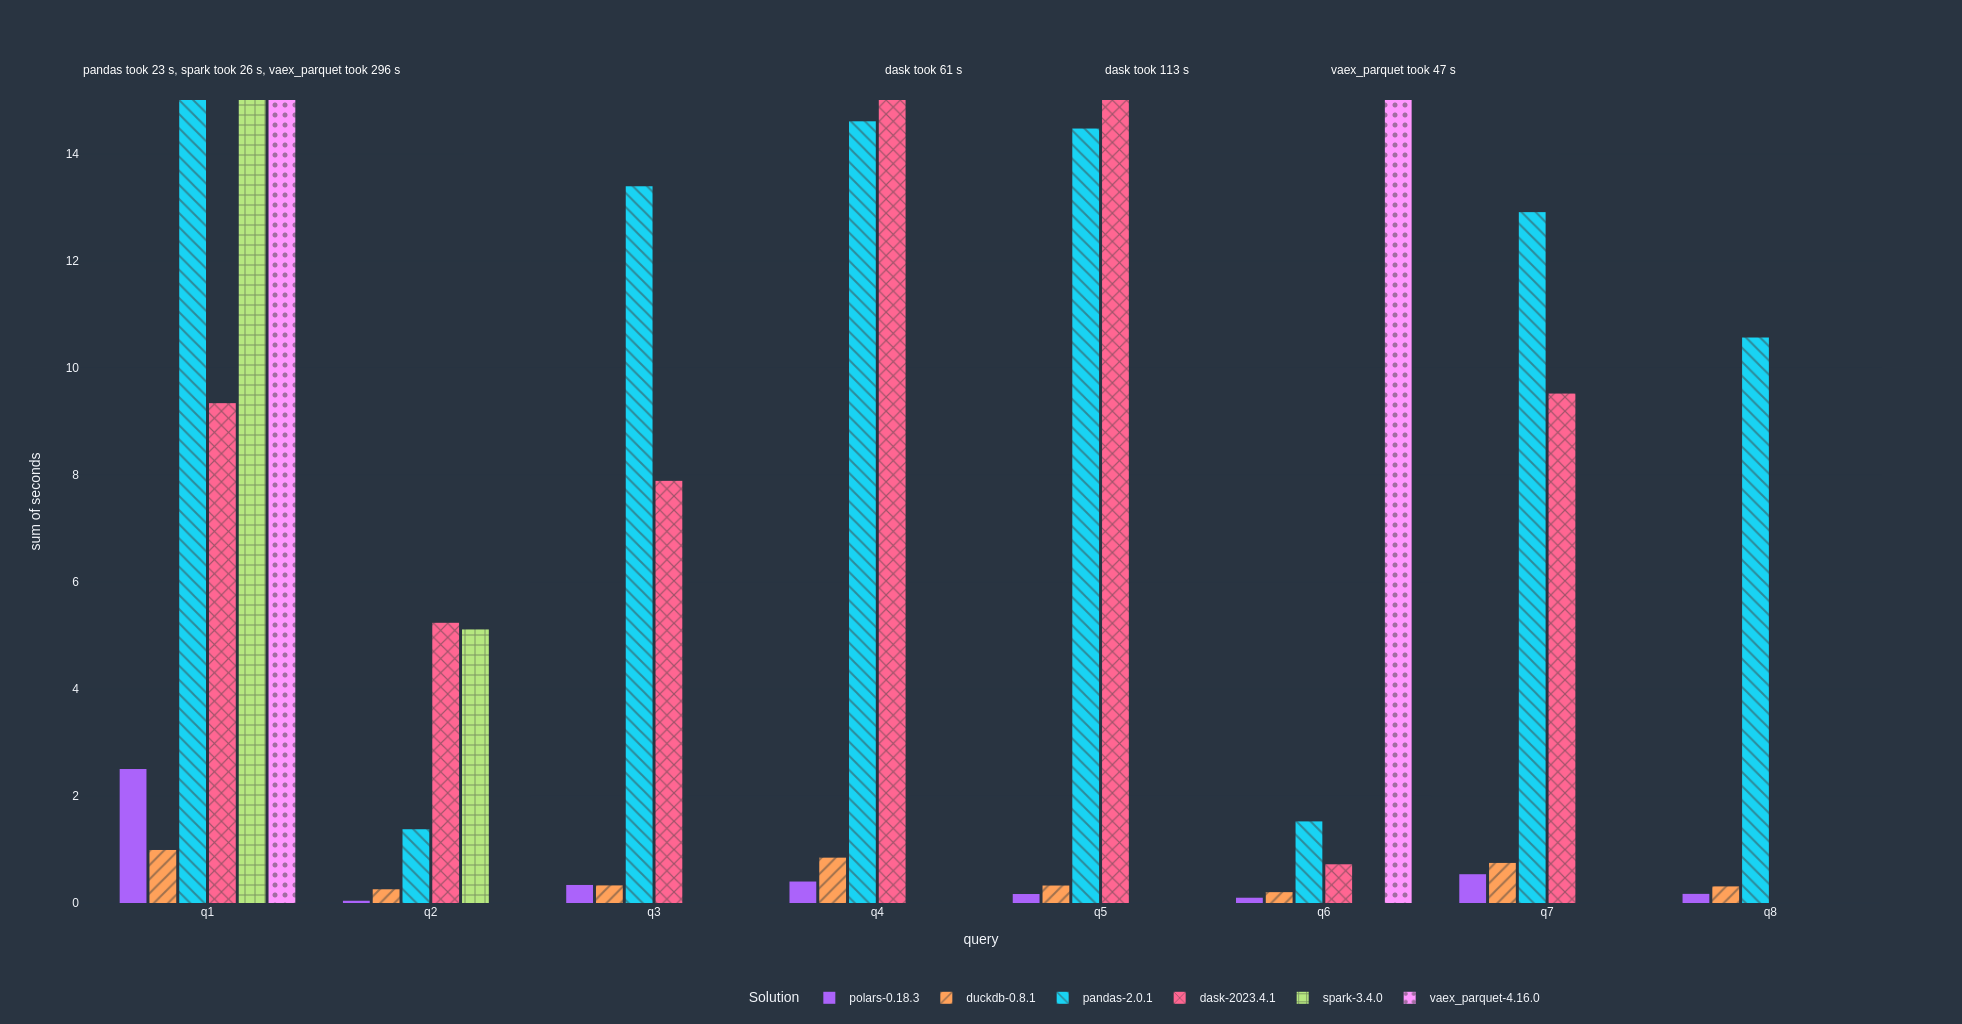 pandas took 23 s, spark took 26 s, vaex_parquet took 296 s
dask took 61 s
dask took 113 s
vaex_parquet took 47 s
14
12
10
8
6
4
2
0
sum of seconds
q1
q2
q3
q4
q5
q6
q7
q8
query
Solution
polars-0.18.3
duckdb-0.8.1
pandas-2.0.1
dask-2023.4.1
spark-3.4.0
vaex_parquet-4.16.0